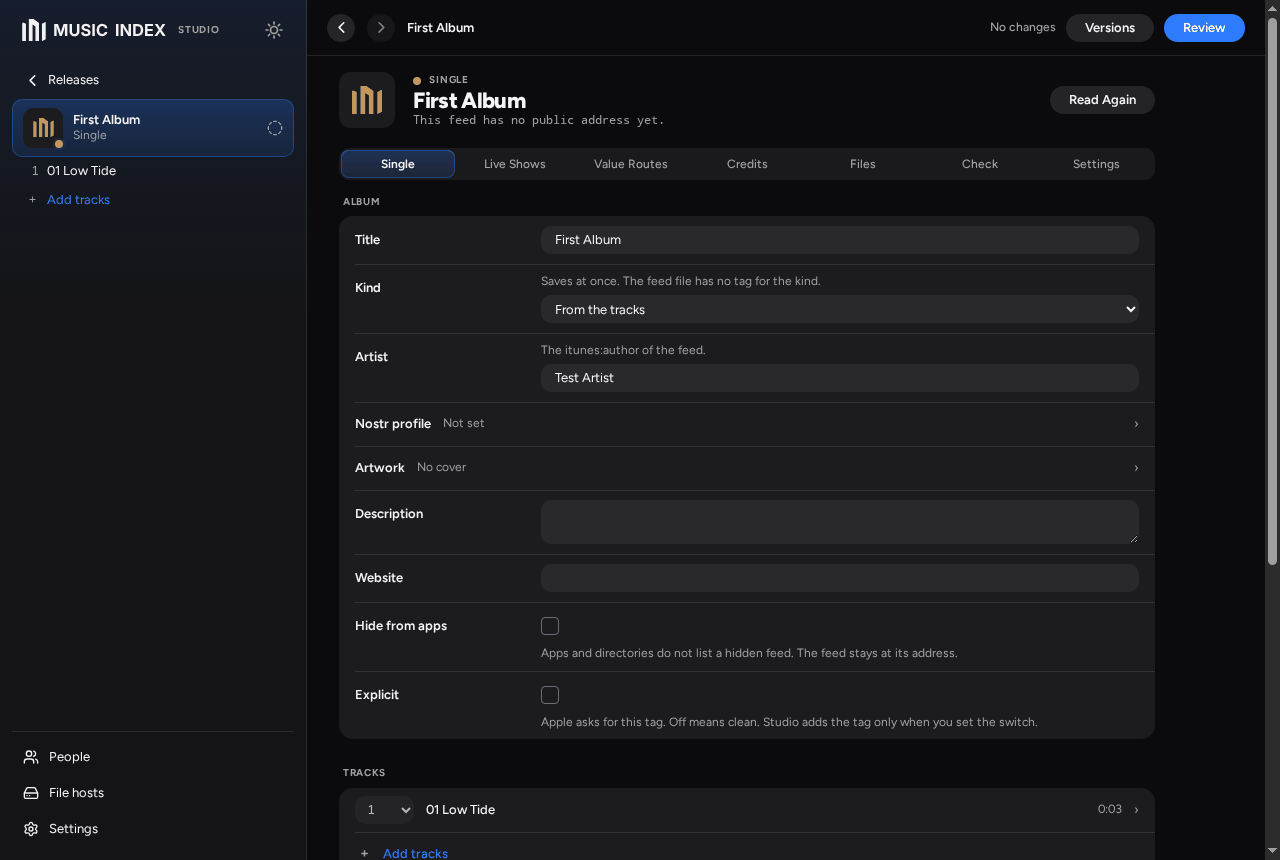 MUSIC INDEX STUDIO
Releases
First Album
Single
1 01 Low Tide
+ Add tracks
People
File hosts
Settings
First Album
No changes
Versions
Review
SINGLE
First Album
This feed has no public address yet.
Read Again
Single
Live Shows
Value Routes
Credits
Files
Check
Settings
ALBUM
Title
First Album
Kind
Saves at once. The feed file has no tag for the kind.
From the tracks
Artist
The itunes:author of the feed.
Test Artist
Nostr profile Not set
Artwork No cover
Description
Website
Hide from apps
Apps and directories do not list a hidden feed. The feed stays at its address.
Explicit
Apple asks for this tag. Off means clean. Studio adds the tag only when you set the switch.
TRACKS
1 01 Low Tide 0:03
+ Add tracks